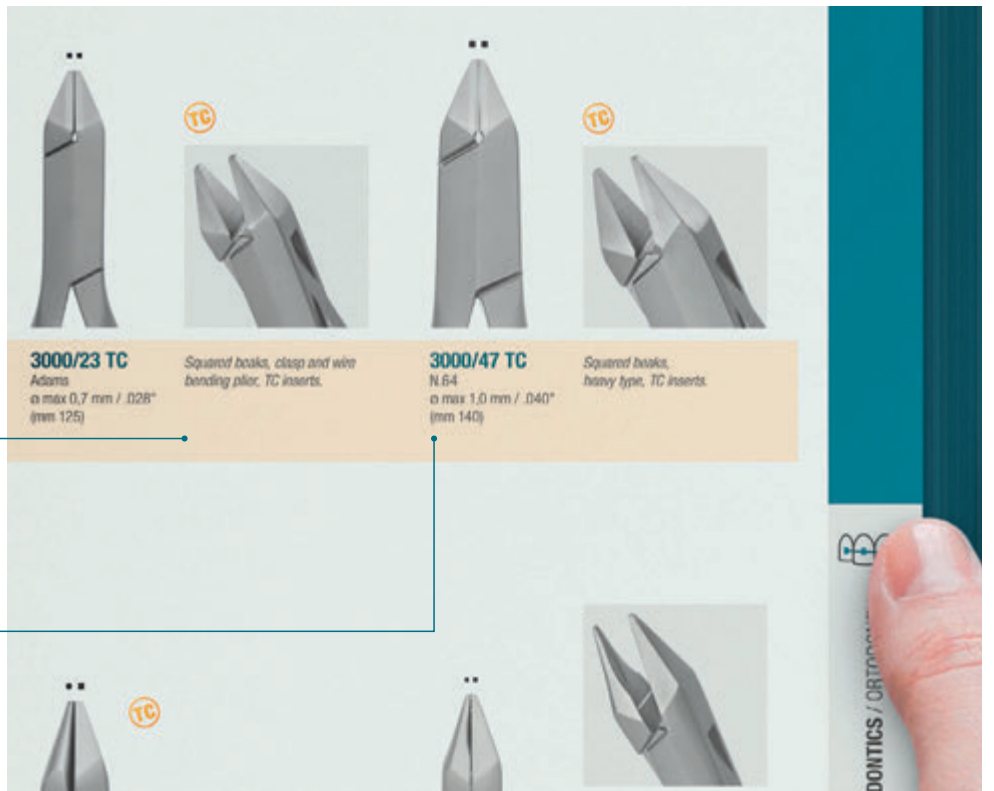 TC
TC
3000/23 TC
Adams
ø max 0,7 mm / .028"
(mm 125)
Squared beaks, clasp and wire
bending plier, TC inserts.
3000/47 TC
N.64
ø max 1,0 mm / .040"
(mm 140)
Squared beaks,
heavy type, TC inserts.
TC
DONTICS / ORTODON